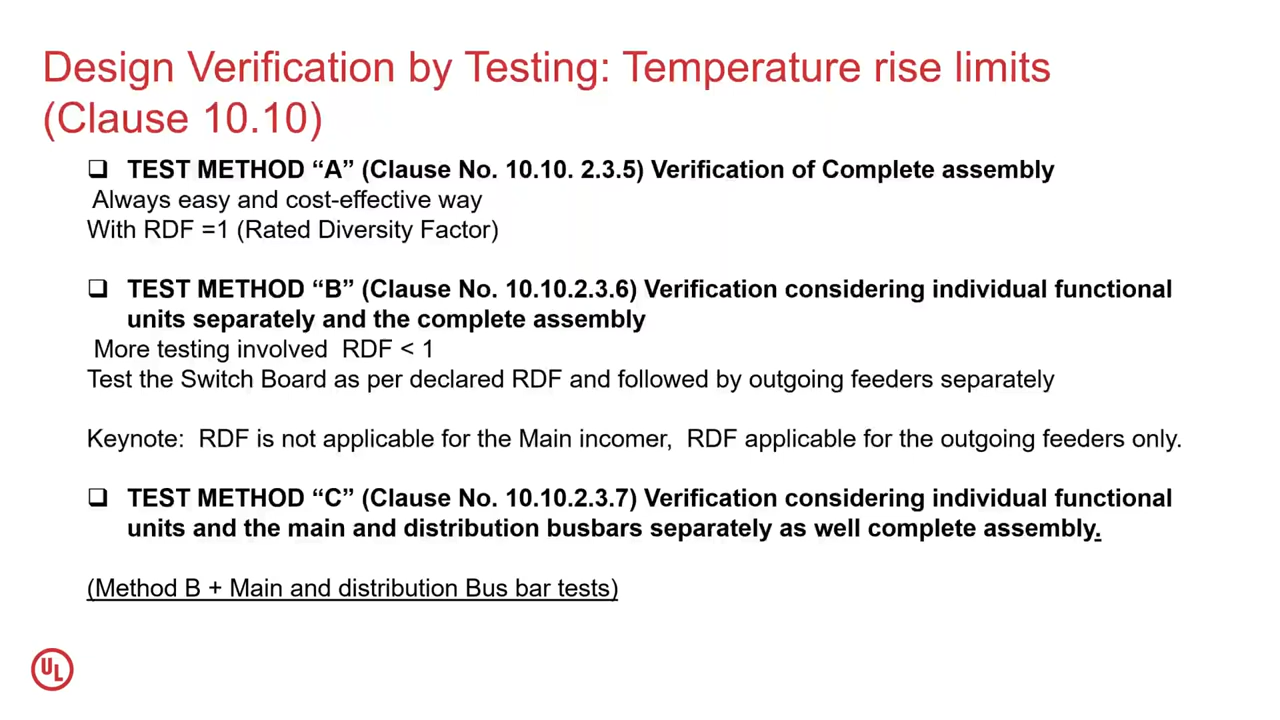 Design Verification by Testing: Temperature rise limits
(Clause 10.10)
❑ TEST METHOD “A” (Clause No. 10.10. 2.3.5) Verification of Complete assembly
Always easy and cost-effective way
With RDF =1 (Rated Diversity Factor)
❑ TEST METHOD “B” (Clause No. 10.10.2.3.6) Verification considering individual functional
units separately and the complete assembly
More testing involved RDF < 1
Test the Switch Board as per declared RDF and followed by outgoing feeders separately
Keynote: RDF is not applicable for the Main incomer, RDF applicable for the outgoing feeders only.
❑ TEST METHOD “C” (Clause No. 10.10.2.3.7) Verification considering individual functional
units and the main and distribution busbars separately as well complete assembly.
(Method B + Main and distribution Bus bar tests)
UL